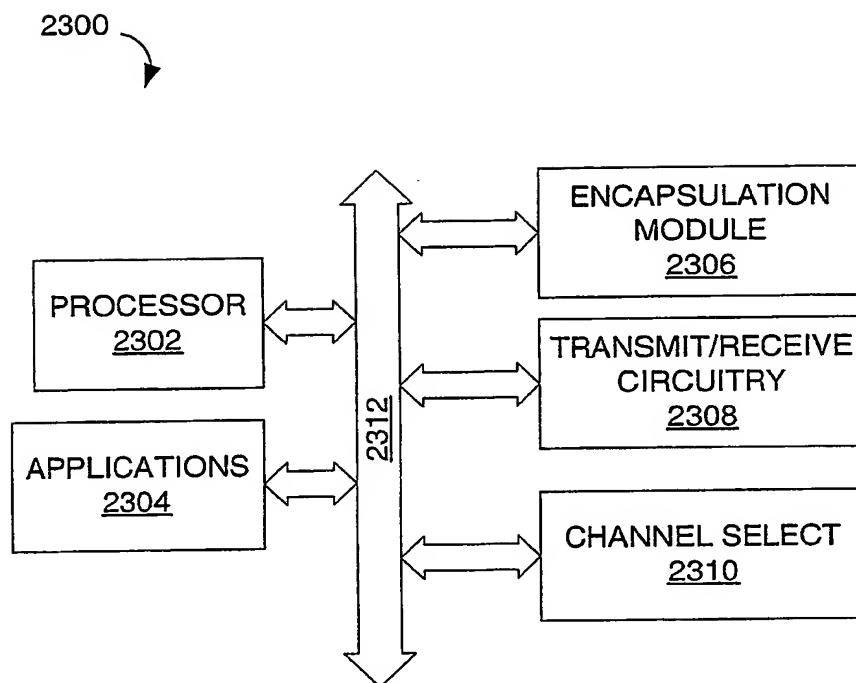 2300
PROCESSOR
2302
APPLICATIONS
2304
2312
ENCAPSULATION
MODULE
2306
TRANSMIT/RECEIVE
CIRCUITRY
2308
CHANNEL SELECT
2310